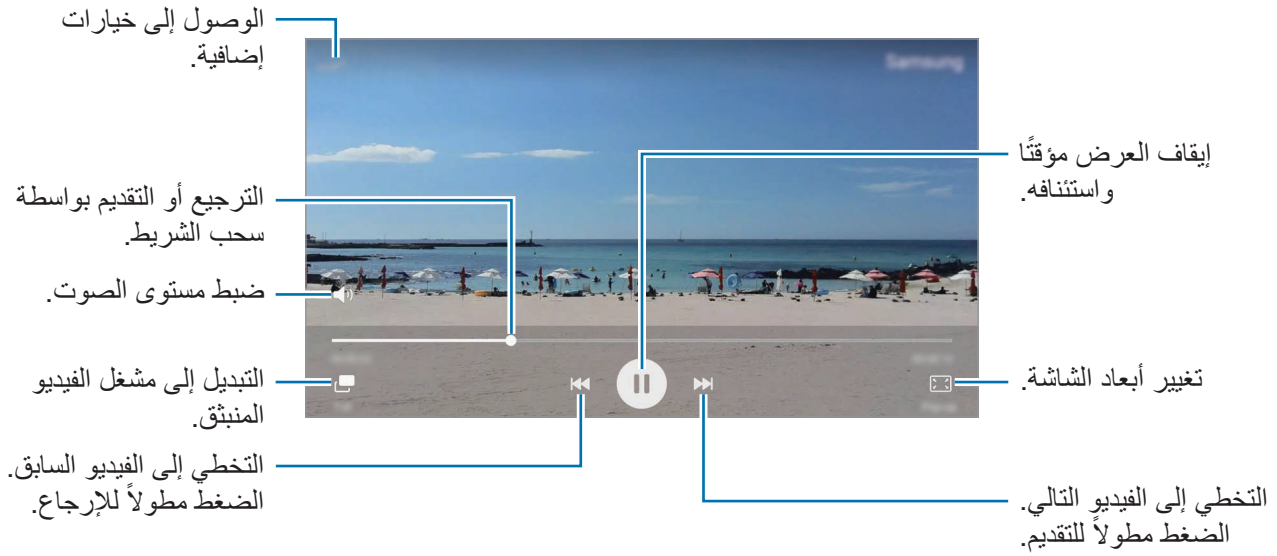 الوصول إلى خيارات
إضافية.
Samsung
إيقاف العرض مؤقتًا
واستئنافه.
الترجيع أو التقديم بواسطة
سحب الشريط.
ضبط مستوى الصوت.
التبديل إلى مشغل الفيديو
المنبثق.
تغيير أبعاد الشاشة.
التخطي إلى الفيديو السابق.
الضغط مطولاً للإرجاع.
التخطي إلى الفيديو التالي.
الضغط مطولاً للتقديم.